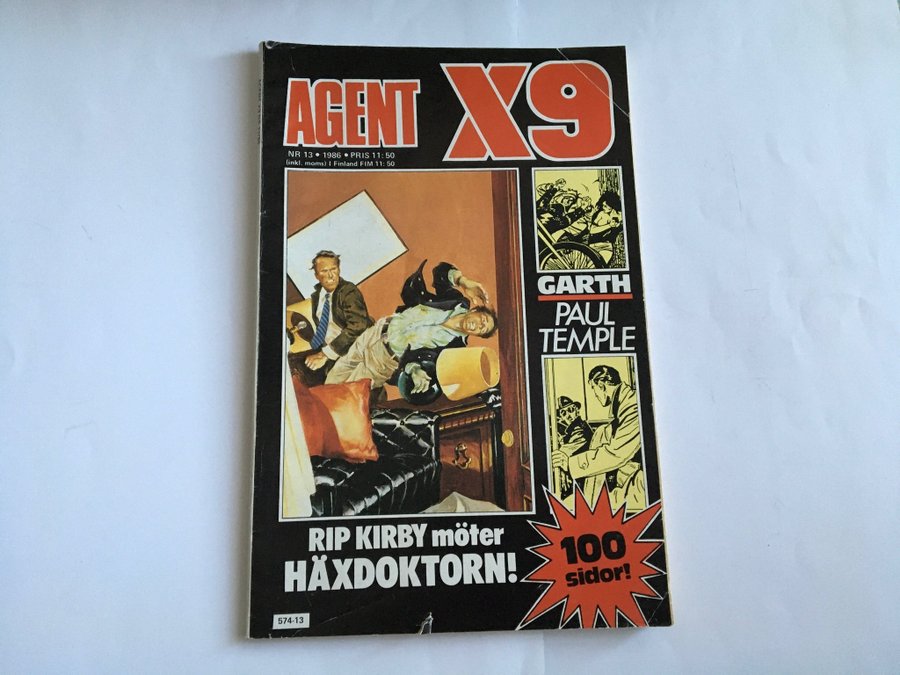 AGENT X9
NR 13 • 1986 • PRIS 11:50
(inkl. moms) I Finland FIM 11:50
GARTH
PAUL
TEMPLE
RIP KIRBY möter
HÄXDOKTORN!
100
sidor!
574-13